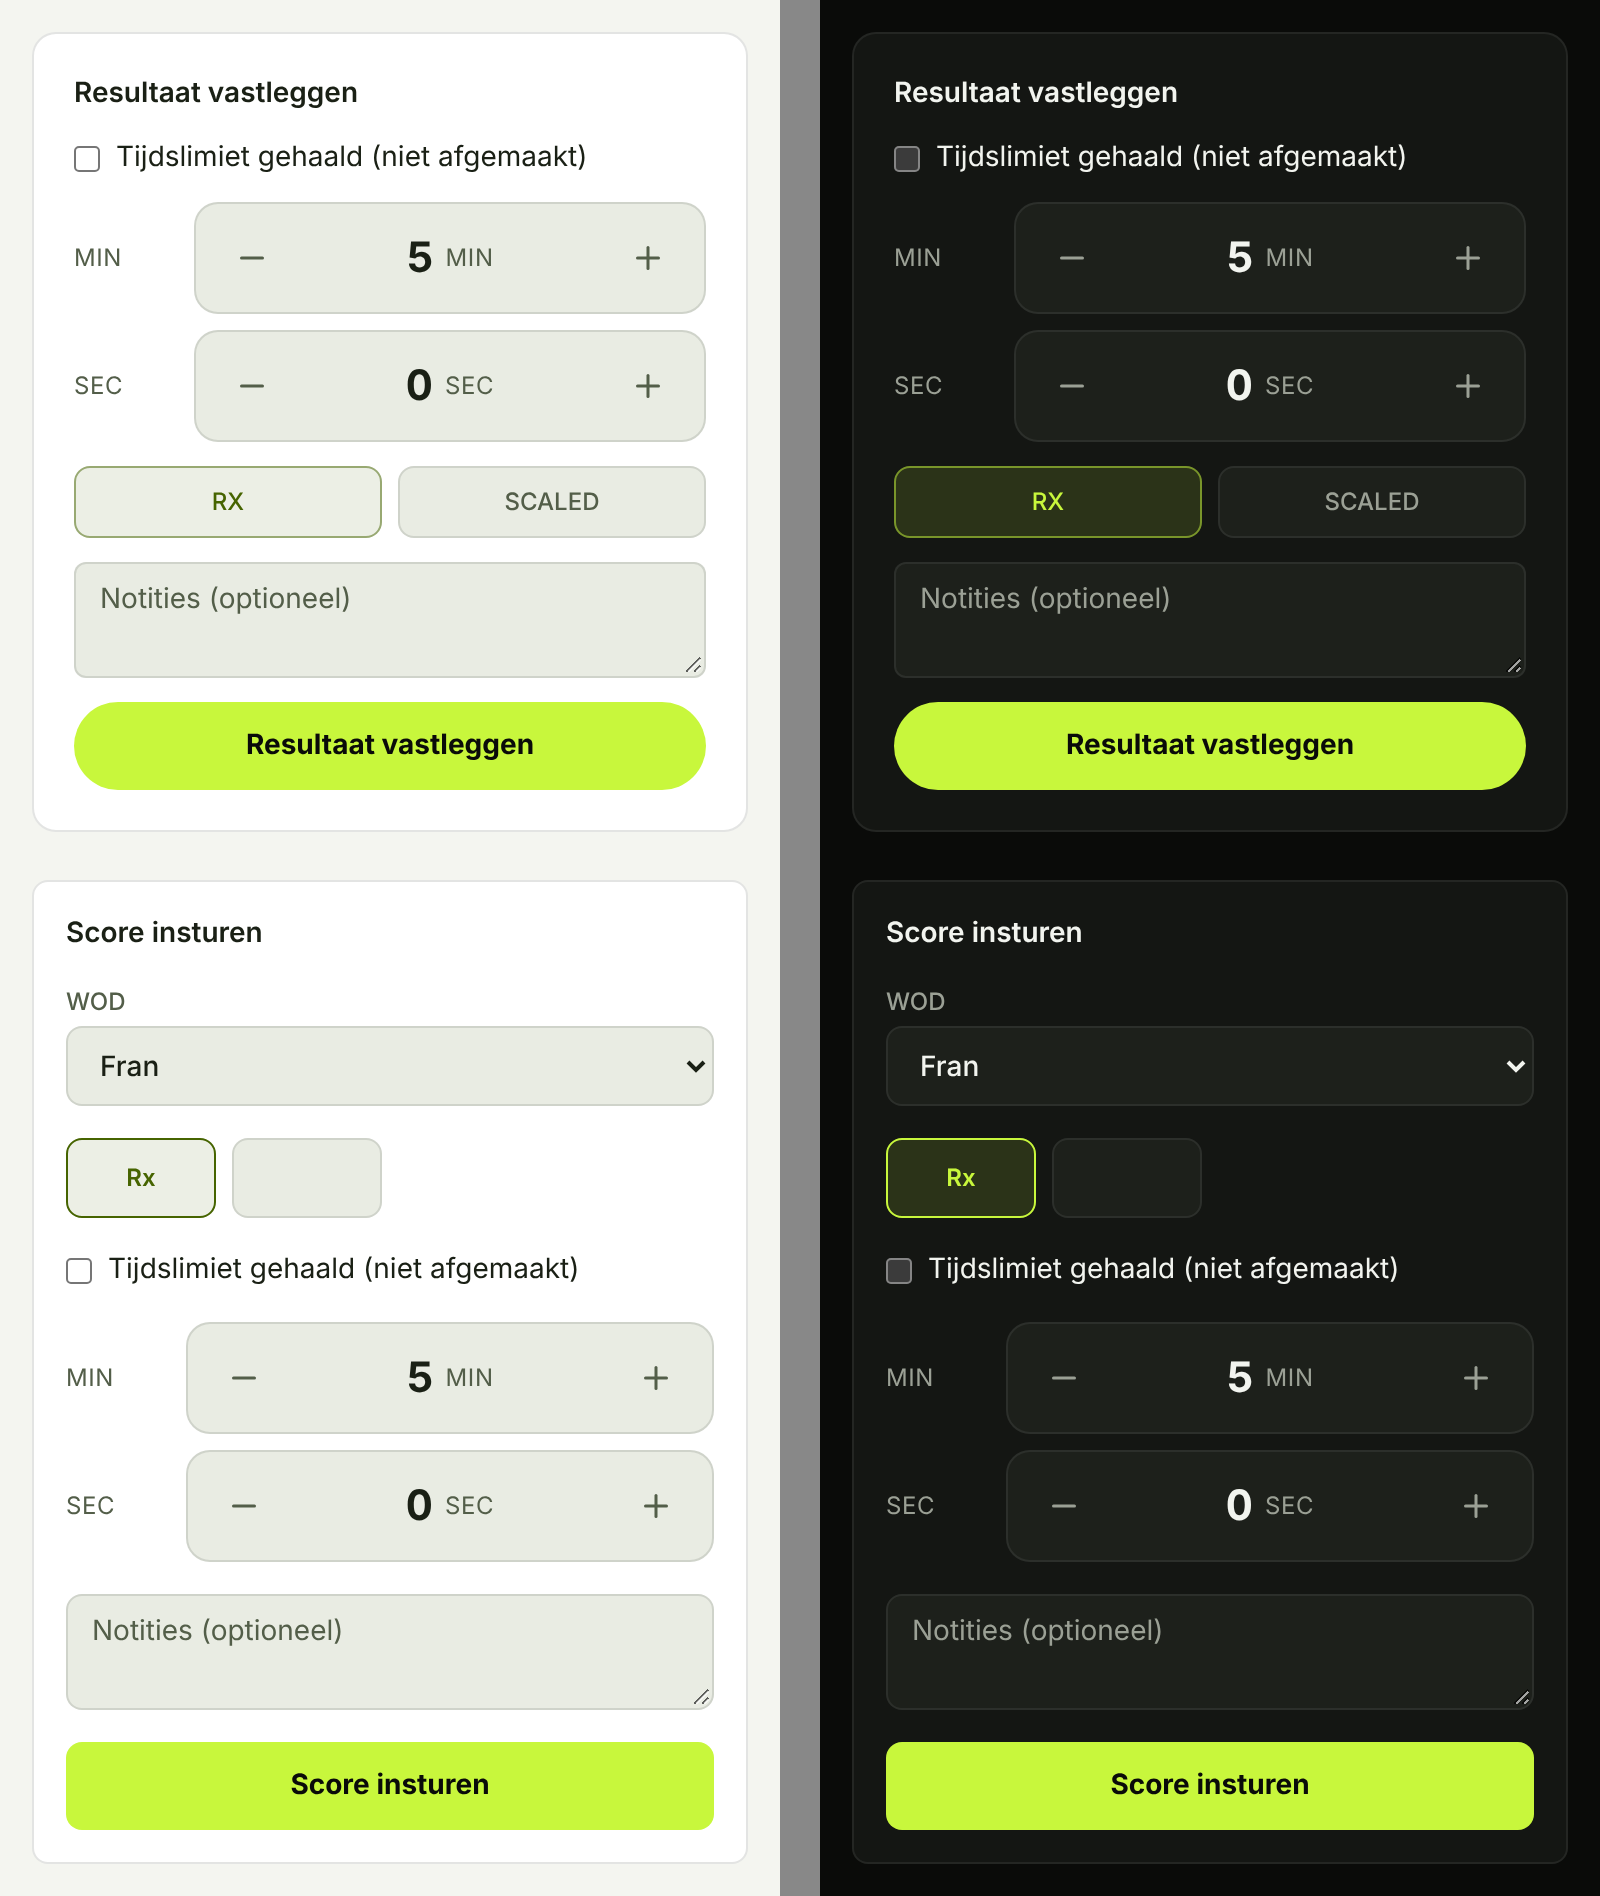 Resultaat vastleggen
Tijdslimiet gehaald (niet afgemaakt)
MIN − 5 MIN +
SEC − 0 SEC +
RX SCALED
Notities (optioneel)
Resultaat vastleggen
Score insturen
WOD
Fran
Rx
Tijdslimiet gehaald (niet afgemaakt)
MIN − 5 MIN +
SEC − 0 SEC +
Notities (optioneel)
Score insturen
Resultaat vastleggen
Tijdslimiet gehaald (niet afgemaakt)
MIN − 5 MIN +
SEC − 0 SEC +
RX SCALED
Notities (optioneel)
Resultaat vastleggen
Score insturen
WOD
Fran
Rx
Tijdslimiet gehaald (niet afgemaakt)
MIN − 5 MIN +
SEC − 0 SEC +
Notities (optioneel)
Score insturen